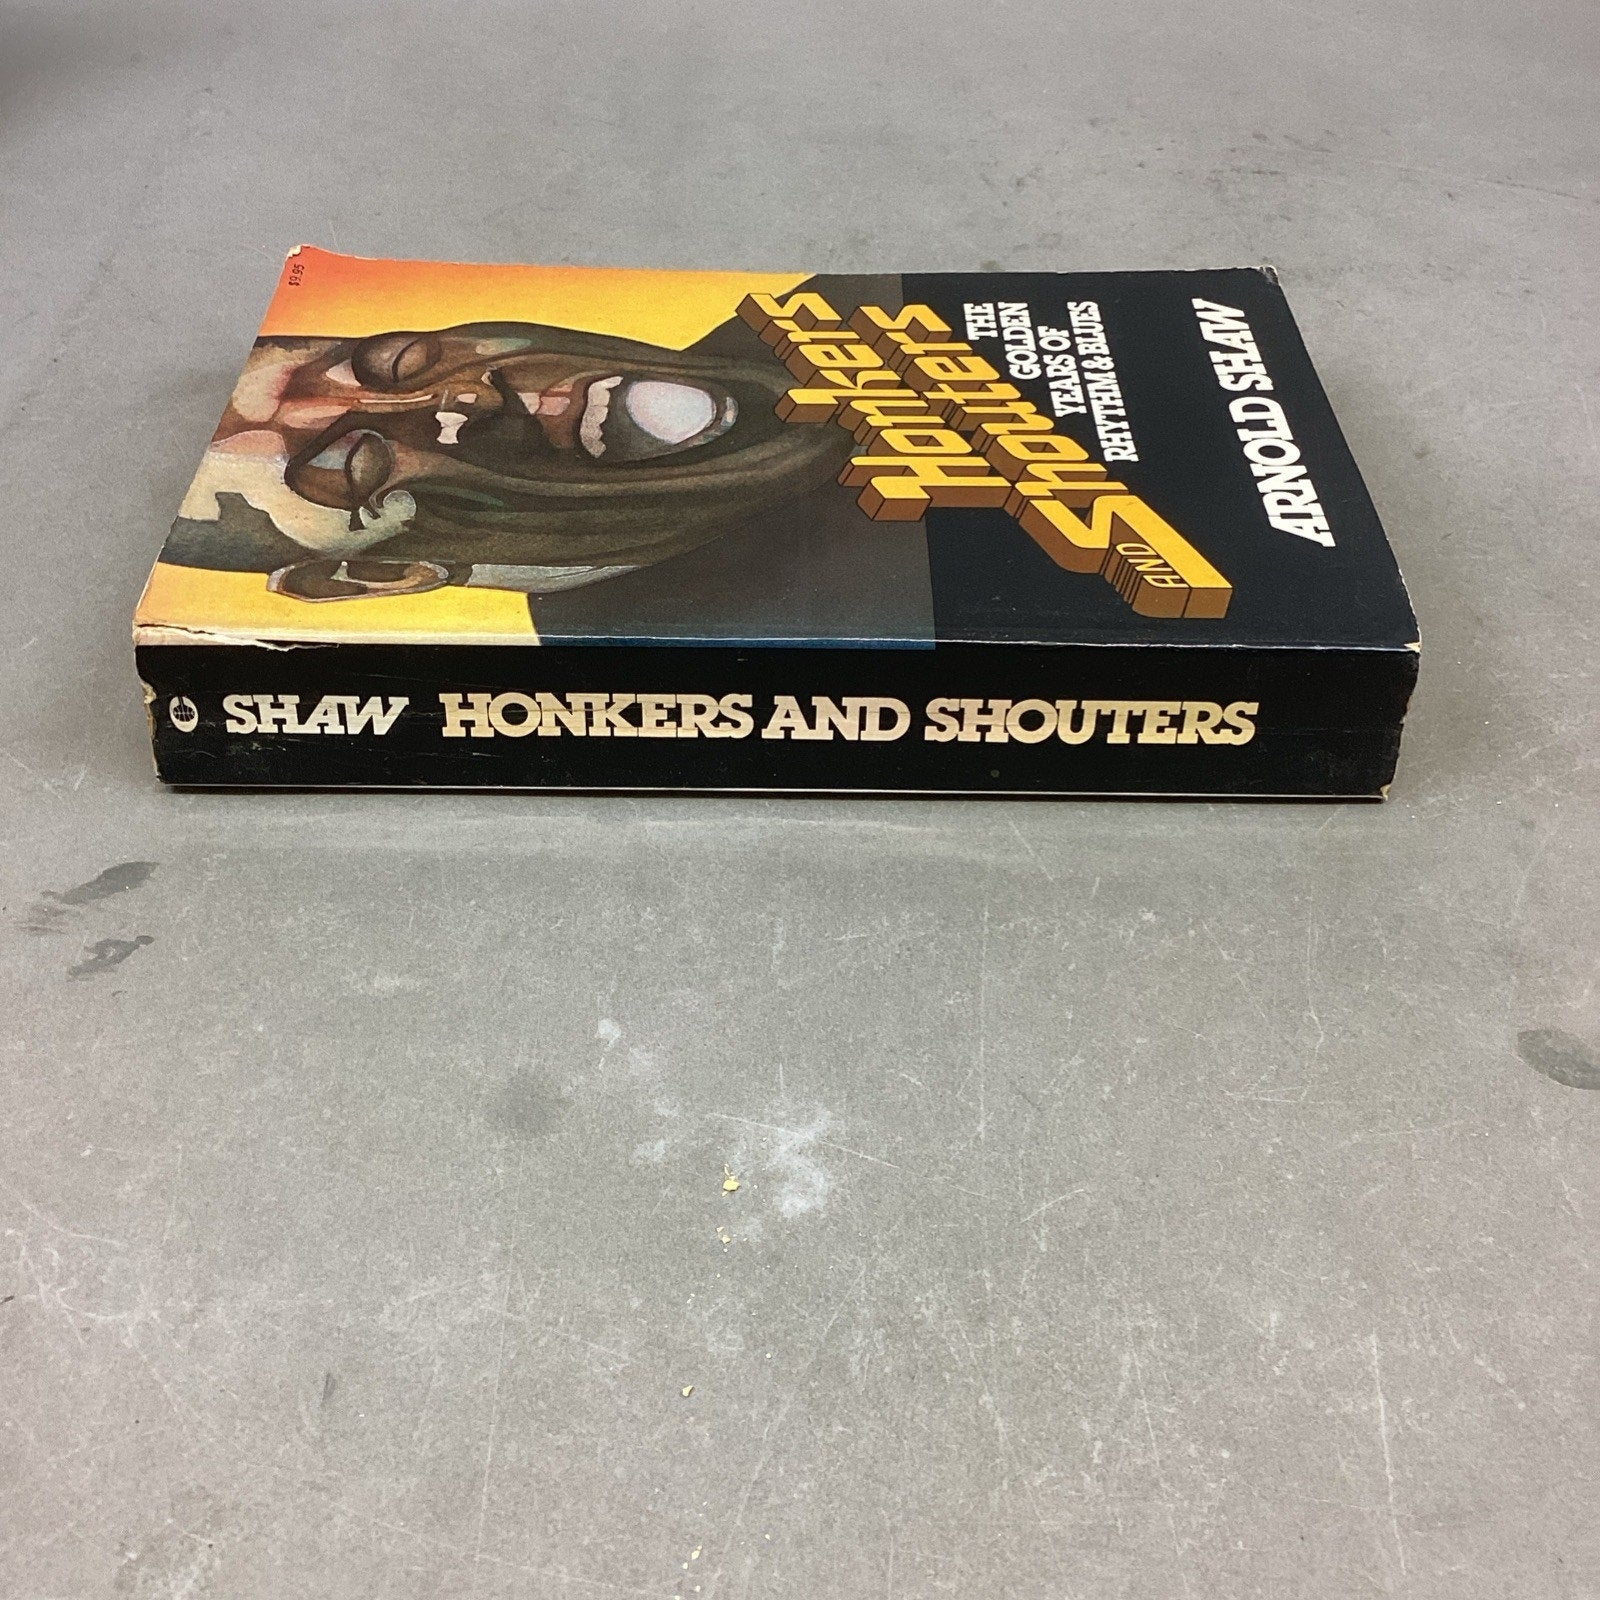 $9.95
Honkers
AND Shouters
THE
GOLDEN
YEARS OF
RHYTHM & BLUES
ARNOLD SHAW
SHAW HONKERS AND SHOUTERS